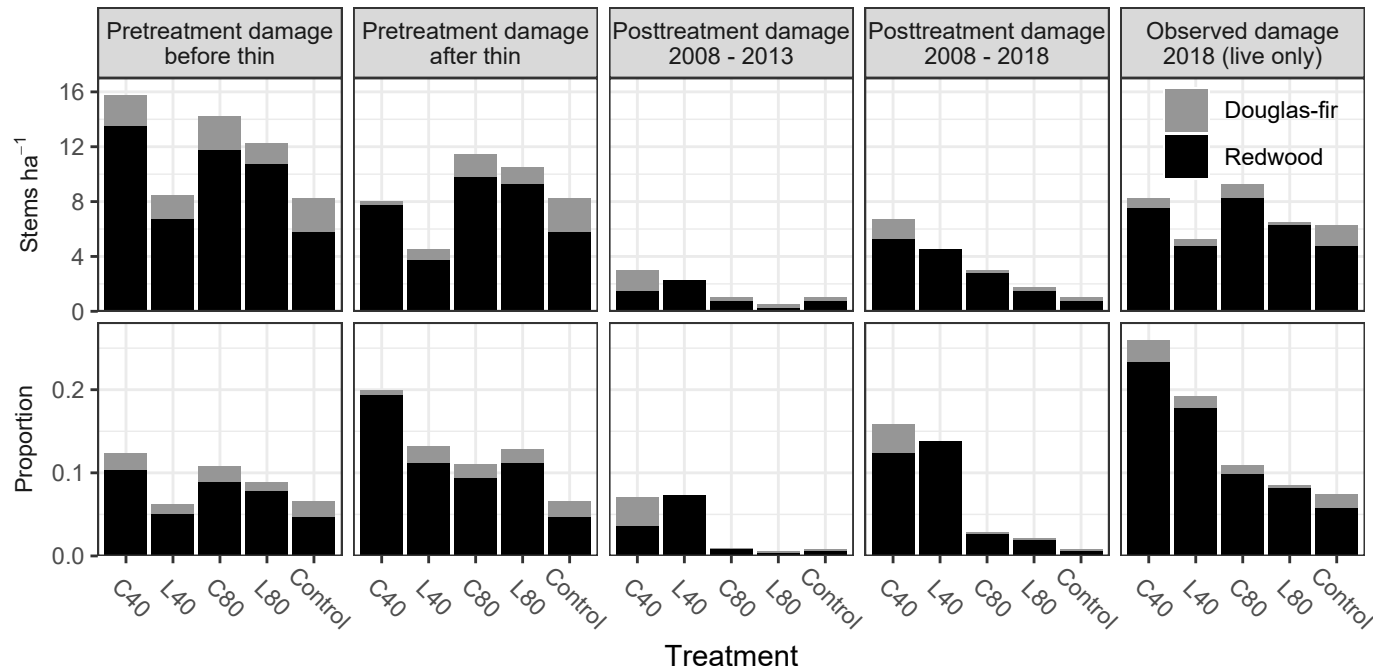 Pretreatment damage
before thin
Pretreatment damage
after thin
Posttreatment damage
2008 - 2013
Posttreatment damage
2008 - 2018
Observed damage
2018 (live only)
Stems ha⁻¹
16
12
8
4
0
Douglas-fir
Redwood
Proportion
0.2
0.1
0.0
C40
L40
C80
L80
Control
C40
L40
C80
L80
Control
C40
L40
C80
L80
Control
C40
L40
C80
L80
Control
C40
L40
C80
L80
Control
Treatment